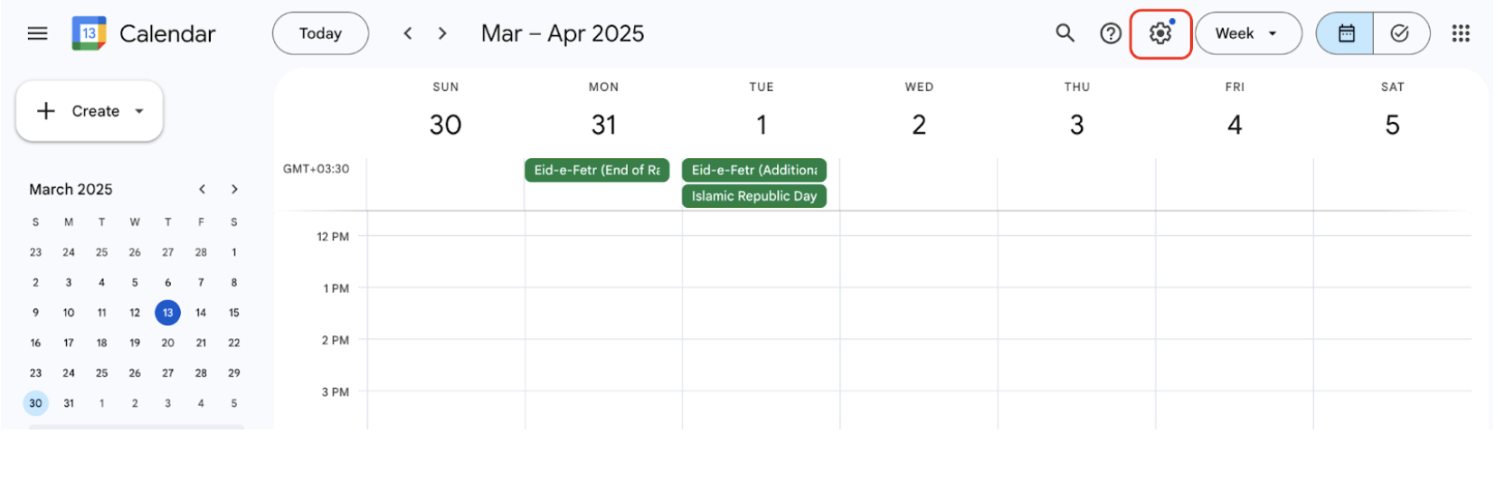 13 Calendar Today Mar – Apr 2025 Week
Create
SUN MON TUE WED THU FRI SAT
30 31 1 2 3 4 5
GMT+03:30 Eid-e-Fetr (End of Ra Eid-e-Fetr (Additiona
Islamic Republic Day
March 2025
S M T W T F S
23 24 25 26 27 28 1
2 3 4 5 6 7 8
9 10 11 12 13 14 15
16 17 18 19 20 21 22
23 24 25 26 27 28 29
30 31 1 2 3 4 5
12 PM
1 PM
2 PM
3 PM